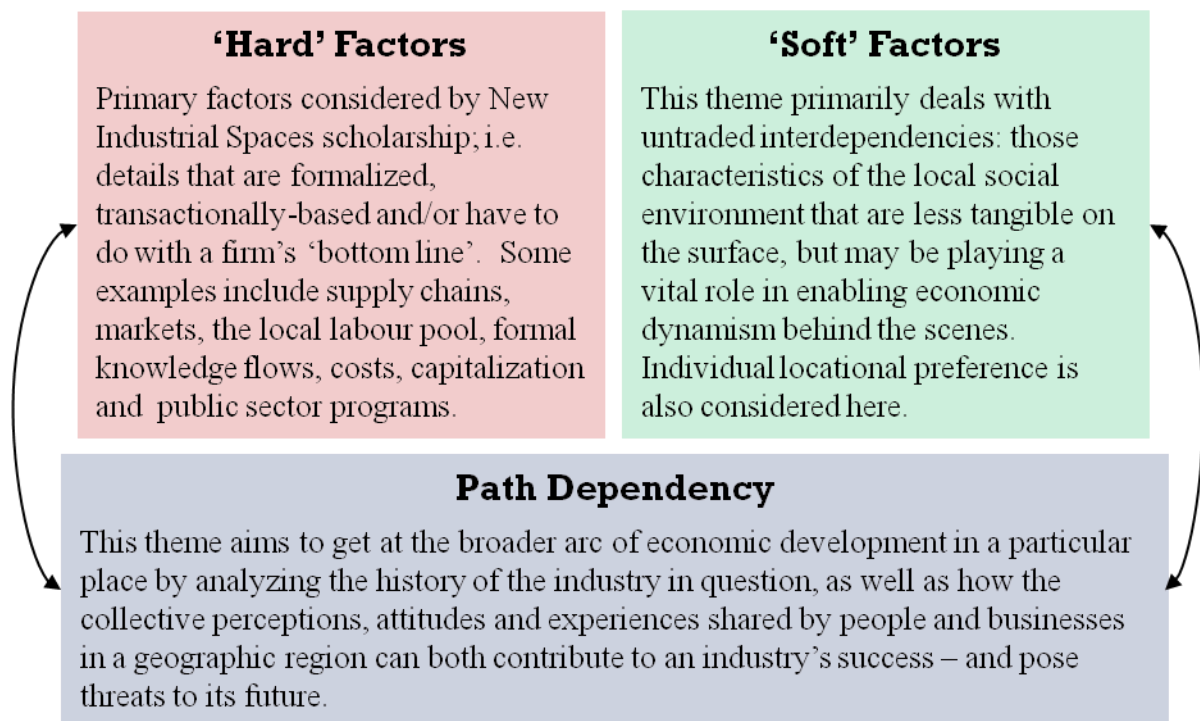 ‘Hard’ Factors
Primary factors considered by New
Industrial Spaces scholarship; i.e.
details that are formalized,
transactionally-based and/or have to
do with a firm’s ‘bottom line’.  Some
examples include supply chains,
markets, the local labour pool, formal
knowledge flows, costs, capitalization
and public sector programs.
‘Soft’ Factors
This theme primarily deals with
untraded interdependencies: those
characteristics of the local social
environment that are less tangible on
the surface, but may be playing a
vital role in enabling economic
dynamism behind the scenes.
Individual locational preference is
also considered here.
Path Dependency
This theme aims to get at the broader arc of economic development in a particular
place by analyzing the history of the industry in question, as well as how the
collective perceptions, attitudes and experiences shared by people and businesses
in a geographic region can both contribute to an industry’s success – and pose
threats to its future.